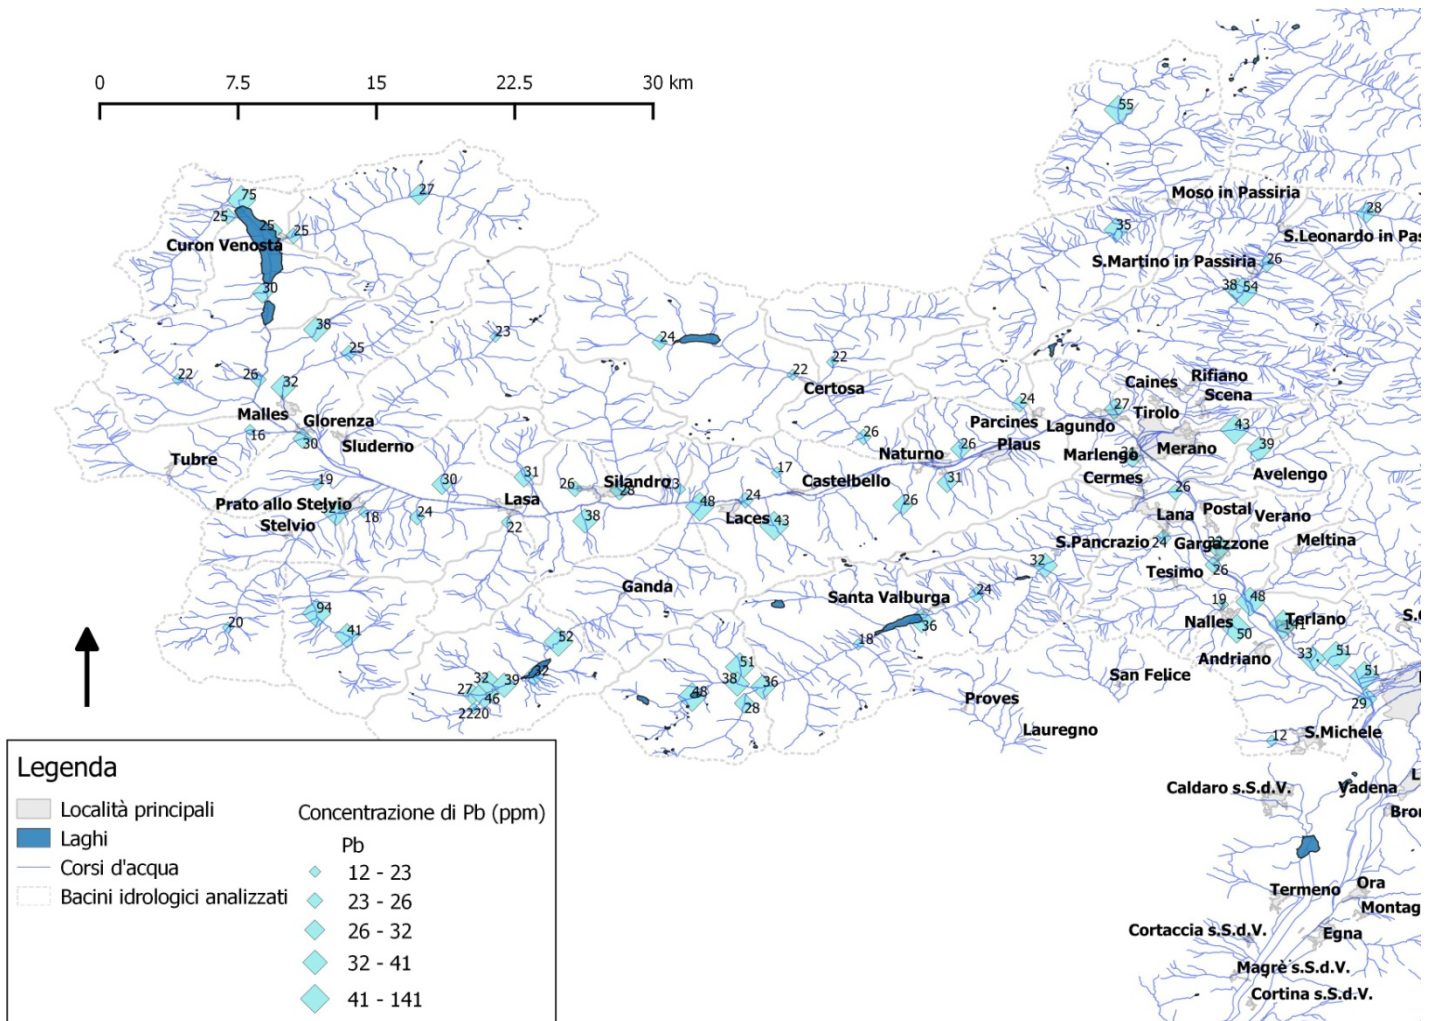 0 7.5 15 22.5 30 km
55
Moso in Passiria
75
27
25
25
25
Curon Venosta
35
28
S.Leonardo in Pas
S.Martino in Passiria
26
30
38
54
38
25
23
24
22
22
Certosa
22
26
32
Malles
Glorenza
16
30
Sluderno
Tubre
Caines
Rifiano
Scena
24
27
Tirolo
Parcines
Lagundo
Plaus
43
39
Merano
Marlengo
Avelengo
Cermes
26
26
Naturno
31
26
17
Castelbello
19
30
31
26
Silandro
28
Prato allo Stelvio
Stelvio
18
24
Lasa
22
38
48
24
Laces
43
26
Lana
Postal
Verano
24
Gargazzone
Meltina
S.Pancrazio
Tesimo
26
32
Ganda
Santa Valburga
24
36
18
19
48
Nalles
50
Terlano
Andriano
33
51
51
29
20
94
41
52
32
32
39
27
46
22
20
51
38
36
48
28
San Felice
Proves
Lauregno
12
S.Michele
Caldaro s.S.d.V.
Vadena
Bron
Termeno
Ora
Montag
Cortaccia s.S.d.V.
Egna
Magrè s.S.d.V.
Cortina s.S.d.V.
Legenda
Località principali
Laghi
Corsi d'acqua
Bacini idrologici analizzati
Concentrazione di Pb (ppm)
Pb
12 - 23
23 - 26
26 - 32
32 - 41
41 - 141